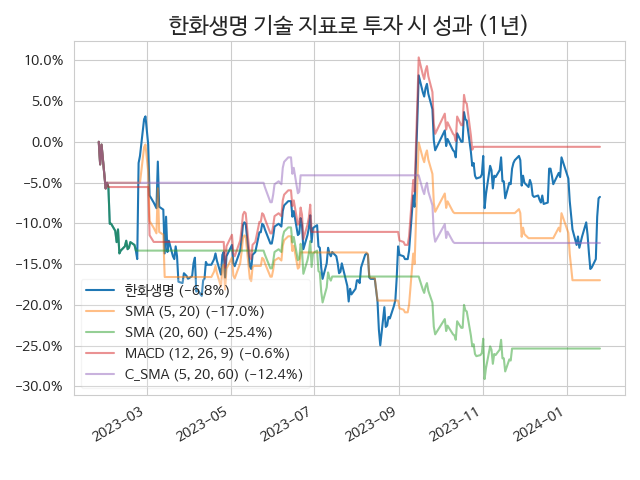 한화생명 기술 지표로 투자 시 성과 (1년)
10.0%
5.0%
0.0%
−5.0%
−10.0%
−15.0%
−20.0%
−25.0%
−30.0%
한화생명 (−6.8%)
SMA (5, 20) (−17.0%)
SMA (20, 60) (−25.4%)
MACD (12, 26, 9) (−0.6%)
C_SMA (5, 20, 60) (−12.4%)
2023−03
2023−05
2023−07
2023−09
2023−11
2024−01